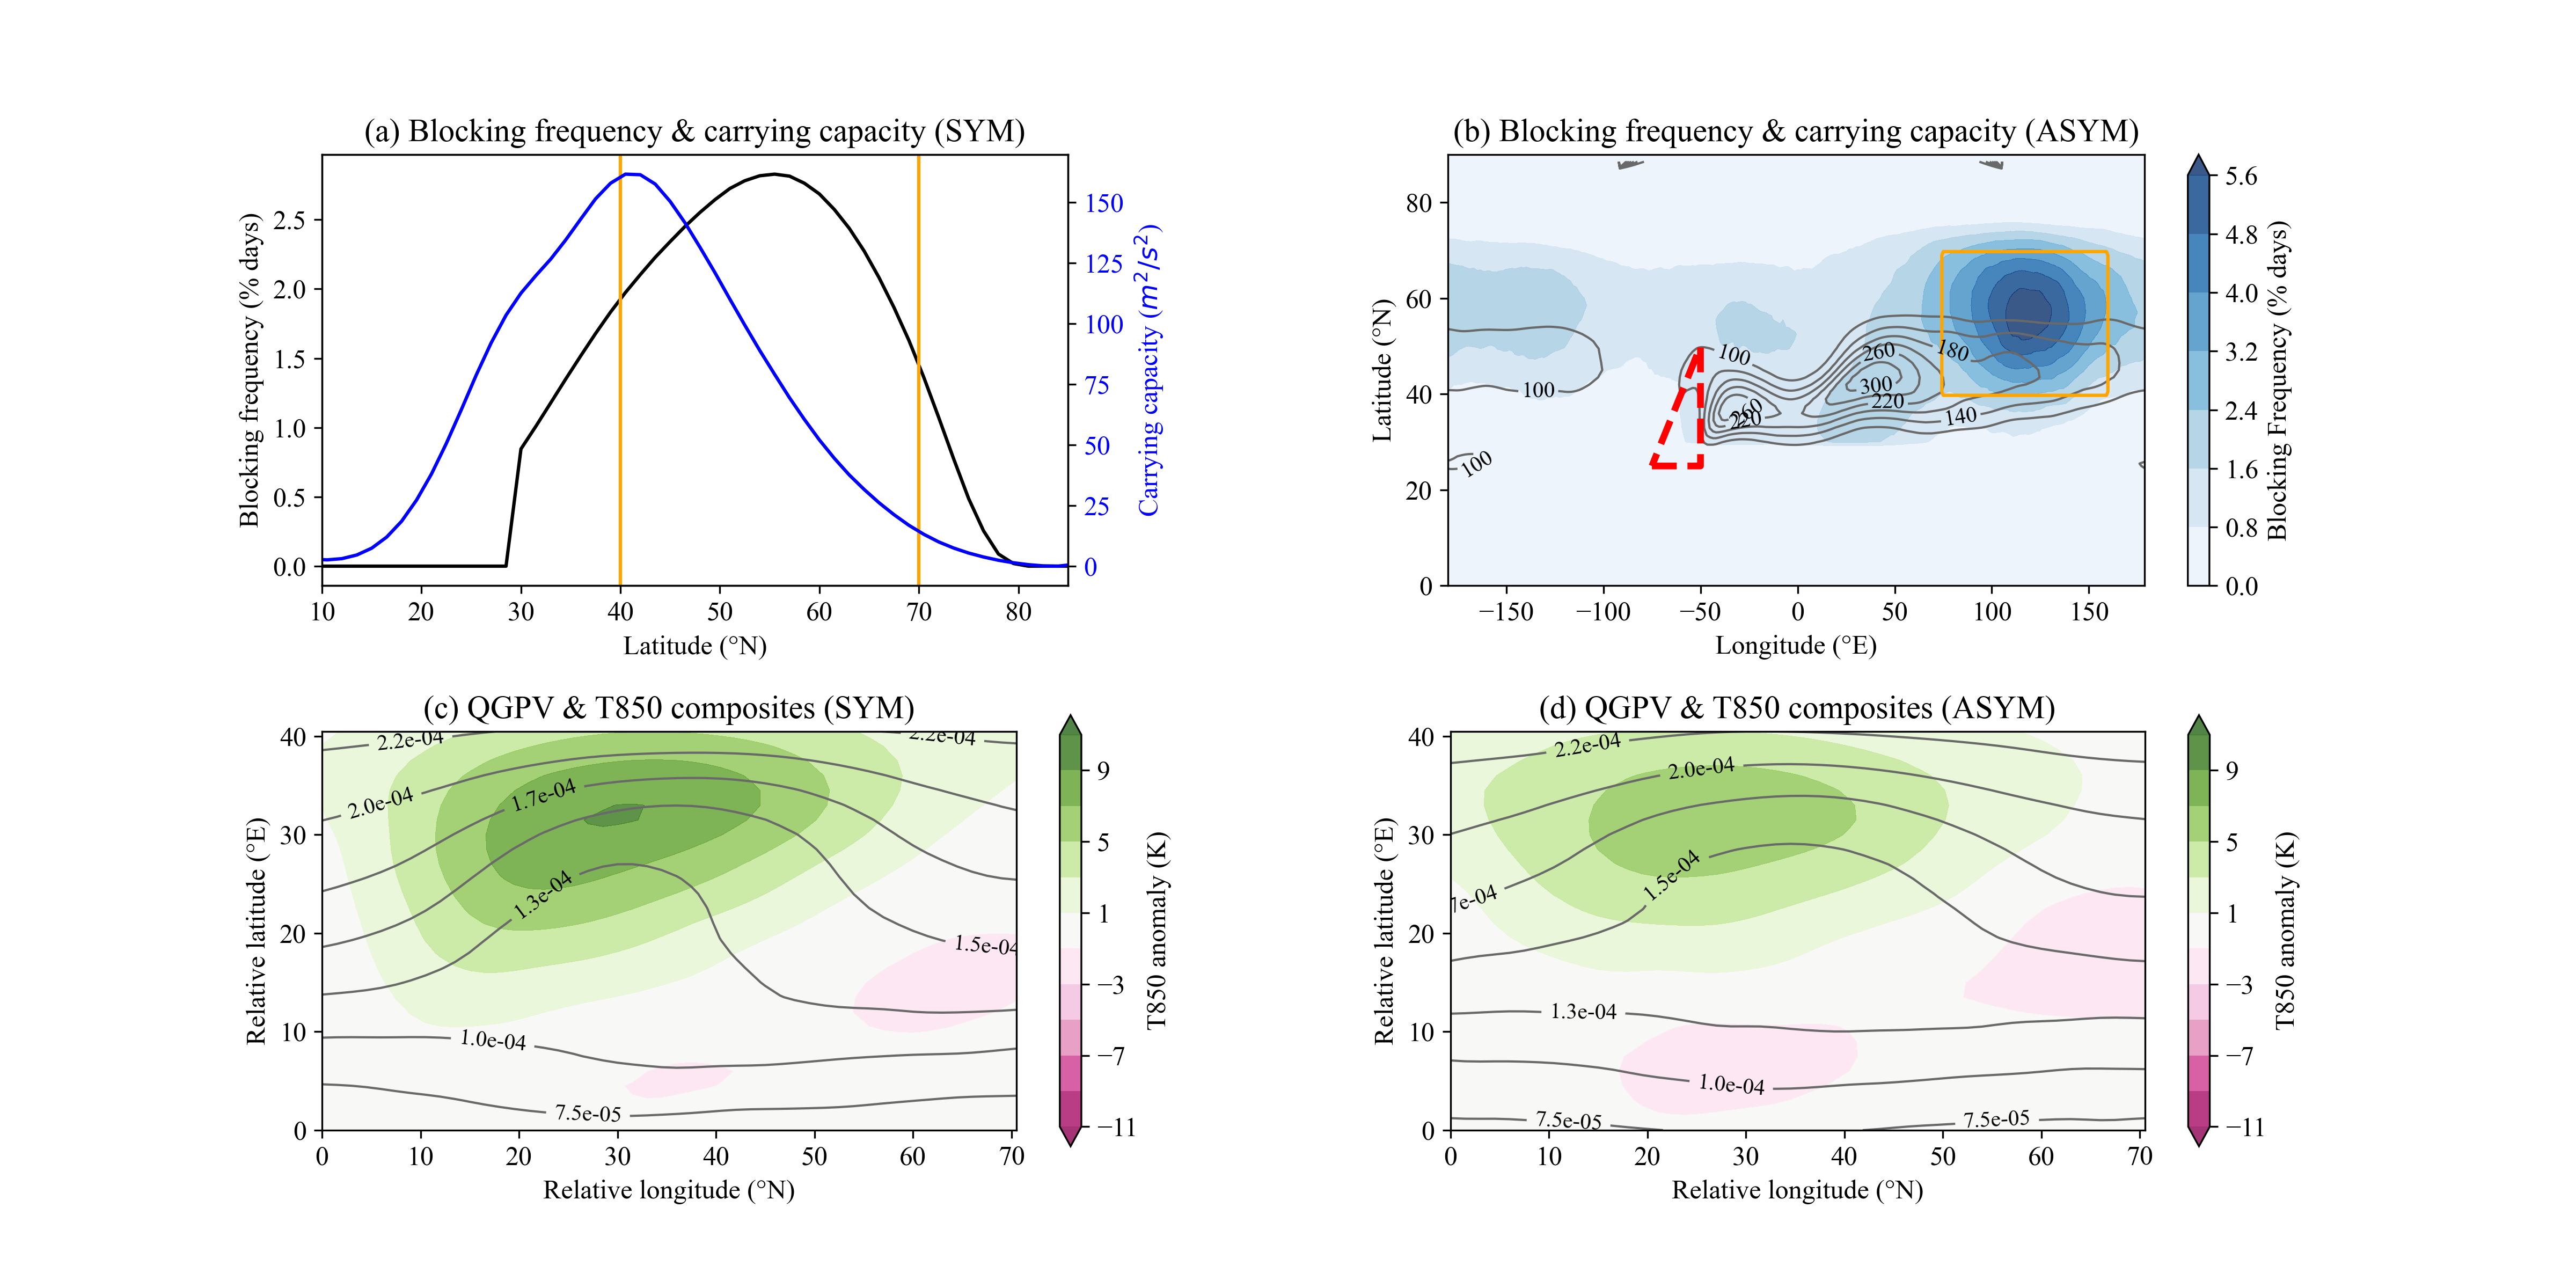 (a) Blocking frequency & carrying capacity (SYM)
Blocking frequency (% days)
2.5
2.0
1.5
1.0
0.5
0.0
10 20 30 40 50 60 70 80
Latitude (°N)
150
125
100
75
50
25
0
Carrying capacity (m²/s²)
(b) Blocking frequency & carrying capacity (ASYM)
Latitude (°N)
80
60
40
20
0
−150 −100 −50 0 50 100 150
Longitude (°E)
100
100
100
260
220
260
300
220
180
140
5.6
4.8
4.0
3.2
2.4
1.6
0.8
0.0
Blocking Frequency (% days)
(c) QGPV & T850 composites (SYM)
Relative latitude (°E)
40
30
20
10
0
0 10 20 30 40 50 60 70
Relative longitude (°N)
2.2e-04
2.2e-04
2.0e-04
1.7e-04
1.3e-04
1.5e-04
1.0e-04
7.5e-05
9
5
1
−3
−7
−11
T850 anomaly (K)
(d) QGPV & T850 composites (ASYM)
Relative latitude (°E)
40
30
20
10
0
0 10 20 30 40 50 60 70
Relative longitude (°N)
2.2e-04
2.0e-04
7e-04
1.5e-04
1.3e-04
1.0e-04
7.5e-05
7.5e-05
9
5
1
−3
−7
−11
T850 anomaly (K)